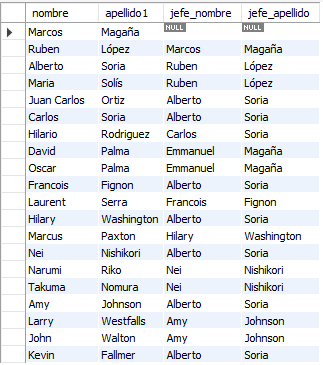 nombre apellido1 jefe_nombre jefe_apellido
Marcos Magaña NULL NULL
Ruben López Marcos Magaña
Alberto Soria Ruben López
Maria Solís Ruben López
Juan Carlos Ortiz Alberto Soria
Carlos Soria Alberto Soria
Hilario Rodriguez Carlos Soria
David Palma Emmanuel Magaña
Oscar Palma Emmanuel Magaña
Francois Fignon Alberto Soria
Laurent Serra Francois Fignon
Hilary Washington Alberto Soria
Marcus Paxton Hilary Washington
Nei Nishikori Alberto Soria
Narumi Riko Nei Nishikori
Takuma Nomura Nei Nishikori
Amy Johnson Alberto Soria
Larry Westfalls Amy Johnson
John Walton Amy Johnson
Kevin Fallmer Alberto Soria